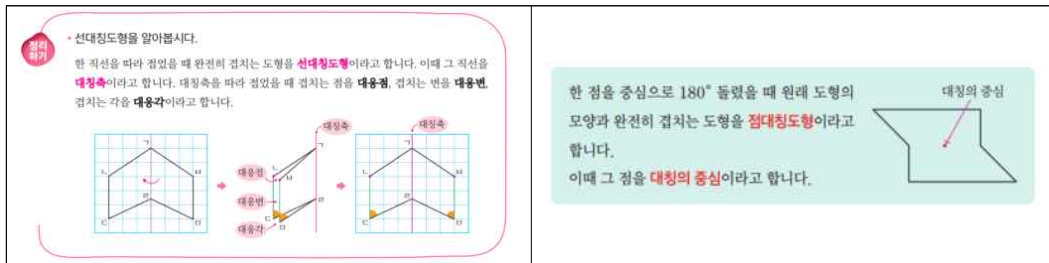 정리
하기
• 선대칭도형을 알아봅시다.
한 직선을 따라 접었을 때 완전히 겹치는 도형을 선대칭도형이라고 합니다. 이때 그 직선을
대칭축이라고 합니다. 대칭축을 따라 접었을 때 겹치는 점을 대응점, 겹치는 변을 대응변,
겹치는 각을 대응각이라고 합니다.
대칭축
대칭축
ㄱ
ㄴ
ㅂ
ㄹ
ㄷ
ㅁ
대응점
대응변
대응각
ㄱ
ㄴ
ㅂ
ㄹ
ㄷ
ㅁ
ㄱ
ㄴ
ㅂ
ㄹ
ㄷ
ㅁ
한 점을 중심으로 180° 돌렸을 때 원래 도형의
모양과 완전히 겹치는 도형을 점대칭도형이라고
합니다.
이때 그 점을 대칭의 중심이라고 합니다.
대칭의 중심